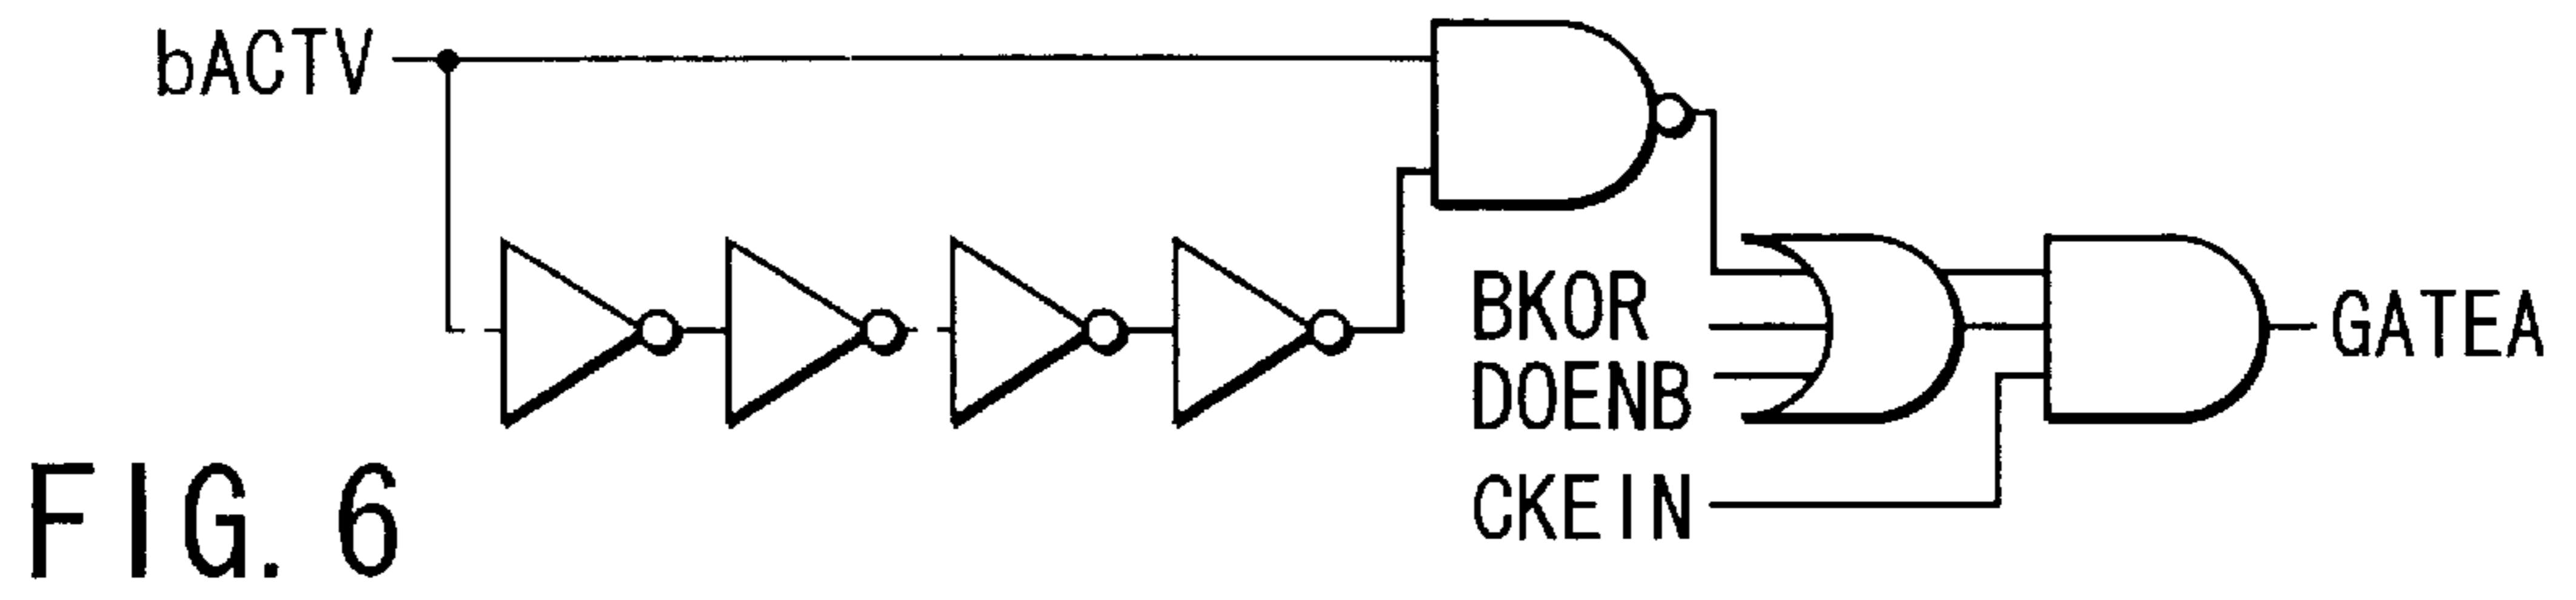 bACTV
BKOR
DOENB
GATEA
CKEIN
FIG. 6